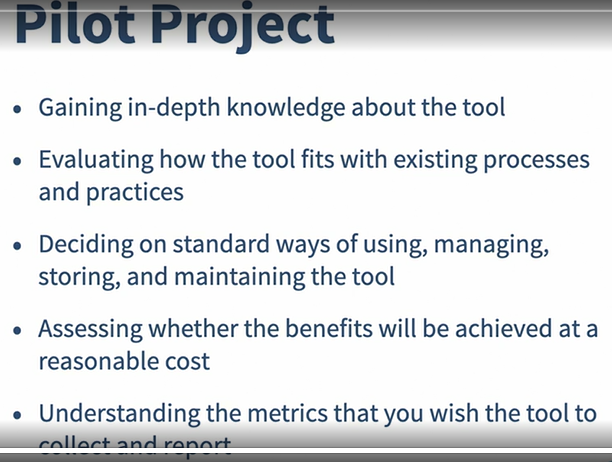 Pilot Project
• Gaining in-depth knowledge about the tool
• Evaluating how the tool fits with existing processes
and practices
• Deciding on standard ways of using, managing,
storing, and maintaining the tool
• Assessing whether the benefits will be achieved at a
reasonable cost
• Understanding the metrics that you wish the tool to
collect and report